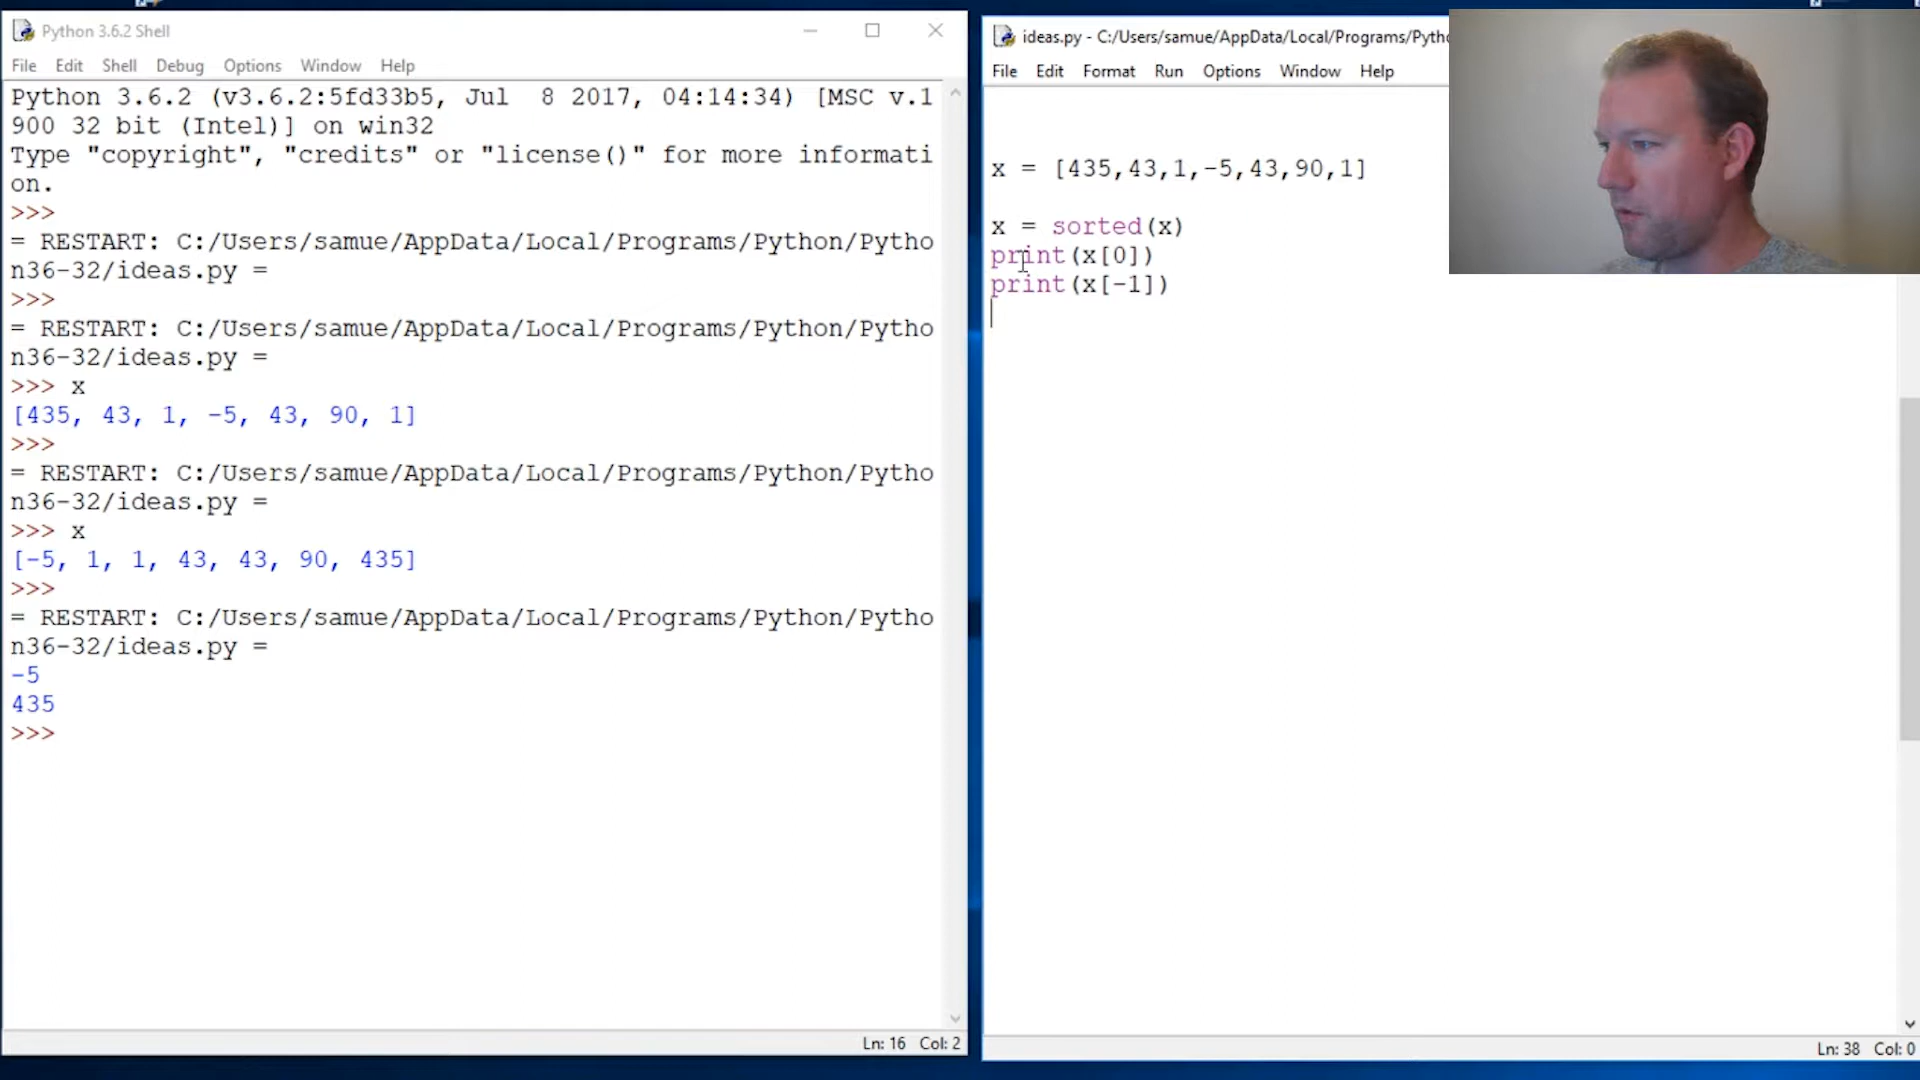 Python 3.6.2 Shell
File Edit Shell Debug Options Window Help
Python 3.6.2 (v3.6.2:5fd33b5, Jul  8 2017, 04:14:34) [MSC v.1
900 32 bit (Intel)] on win32
Type "copyright", "credits" or "license()" for more informati
on.
>>>
= RESTART: C:/Users/samue/AppData/Local/Programs/Python/Pytho
n36-32/ideas.py =
>>>
= RESTART: C:/Users/samue/AppData/Local/Programs/Python/Pytho
n36-32/ideas.py =
>>> x
[435, 43, 1, -5, 43, 90, 1]
>>>
= RESTART: C:/Users/samue/AppData/Local/Programs/Python/Pytho
n36-32/ideas.py =
>>> x
[-5, 1, 1, 43, 43, 90, 435]
>>>
= RESTART: C:/Users/samue/AppData/Local/Programs/Python/Pytho
n36-32/ideas.py =
-5
435
>>>
Ln: 16 Col: 2
ideas.py - C:/Users/samue/AppData/Local/Programs/Pytho
File Edit Format Run Options Window Help
x = [435,43,1,-5,43,90,1]
x = sorted(x)
print(x[0])
print(x[-1])
Ln: 38 Col: 0